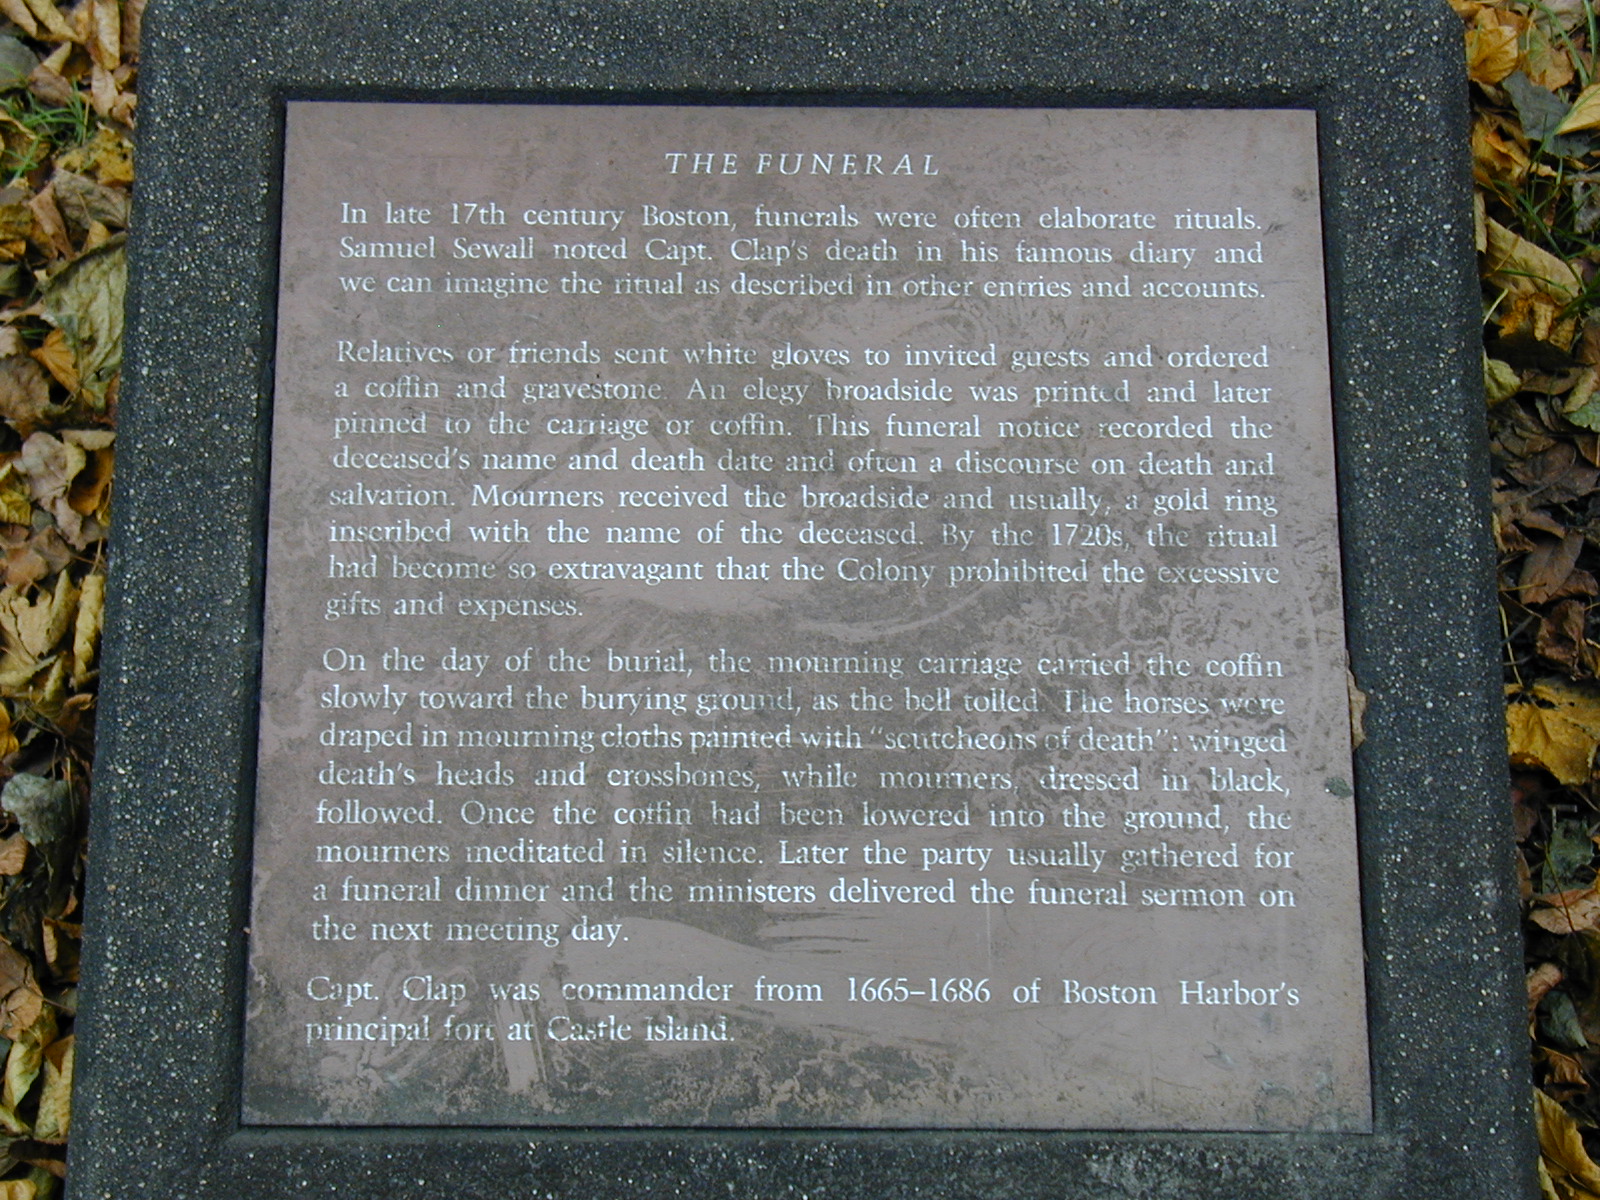 THE FUNERAL
In late 17th century Boston, funerals were often elaborate rituals.
Samuel Sewall noted Capt. Clap's death in his famous diary and
we can imagine the ritual as described in other entries and accounts.
Relatives or friends sent white gloves to invited guests and ordered
a coffin and gravestone. An elegy broadside was printed and later
pinned to the carriage or coffin. This funeral notice recorded the
deceased's name and death date and often a discourse on death and
salvation. Mourners received the broadside and usually, a gold ring
inscribed with the name of the deceased. By the 1720s, the ritual
had become so extravagant that the Colony prohibited the excessive
gifts and expenses.
On the day of the burial, the mourning carriage carried the coffin
slowly toward the burying ground, as the bell tolled. The horses were
draped in mourning cloths painted with "scutcheons of death": winged
death's heads and crossbones, while mourners, dressed in black,
followed. Once the coffin had been lowered into the ground, the
mourners meditated in silence. Later the party usually gathered for
a funeral dinner and the ministers delivered the funeral sermon on
the next meeting day.
Capt. Clap was commander from 1665–1686 of Boston Harbor's
principal fort at Castle Island.